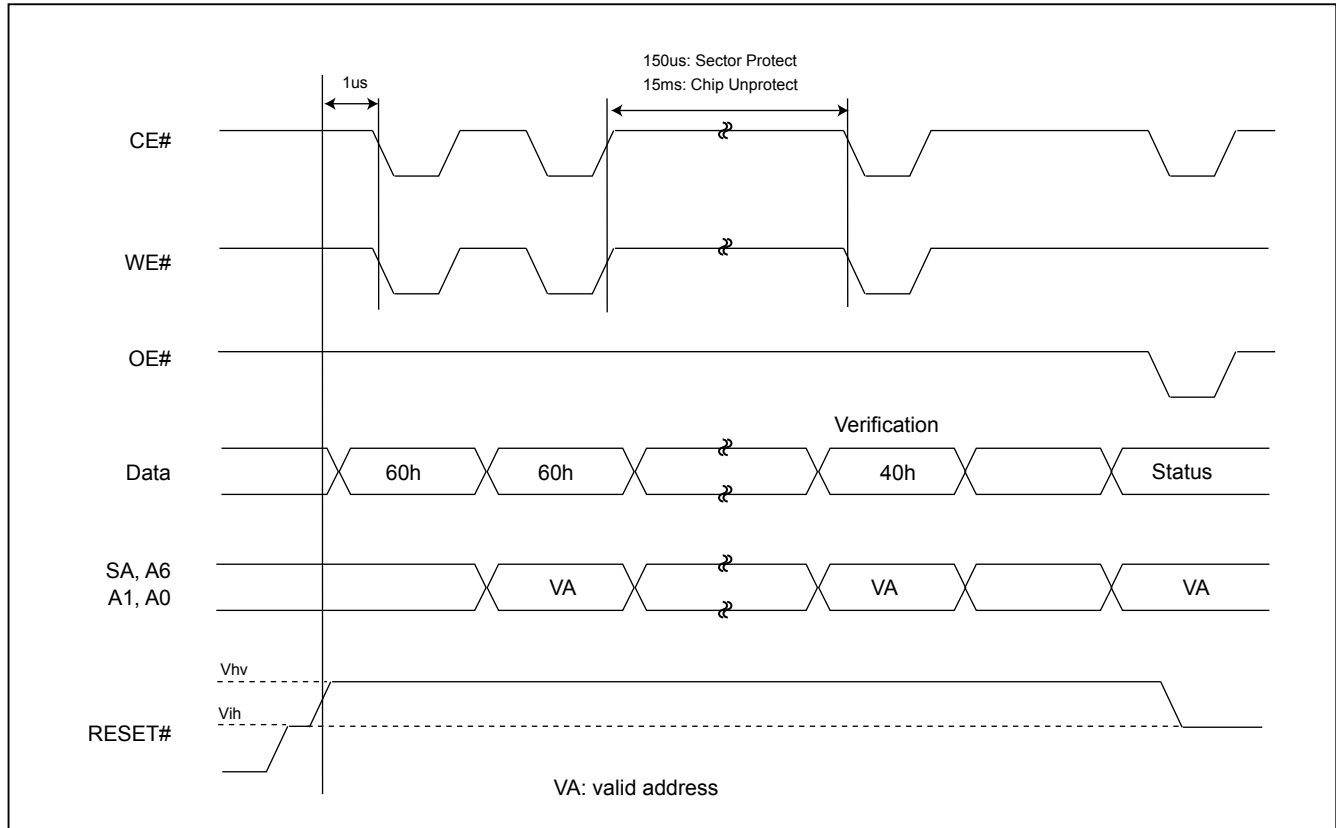 150us: Sector Protect
1us
15ms: Chip Unprotect
CE#
WE#
OE#
Verification
Data
60h
60h
40h
Status
SA, A6
A1, A0
VA
VA
VA
Vhv
Vih
RESET#
VA: valid address